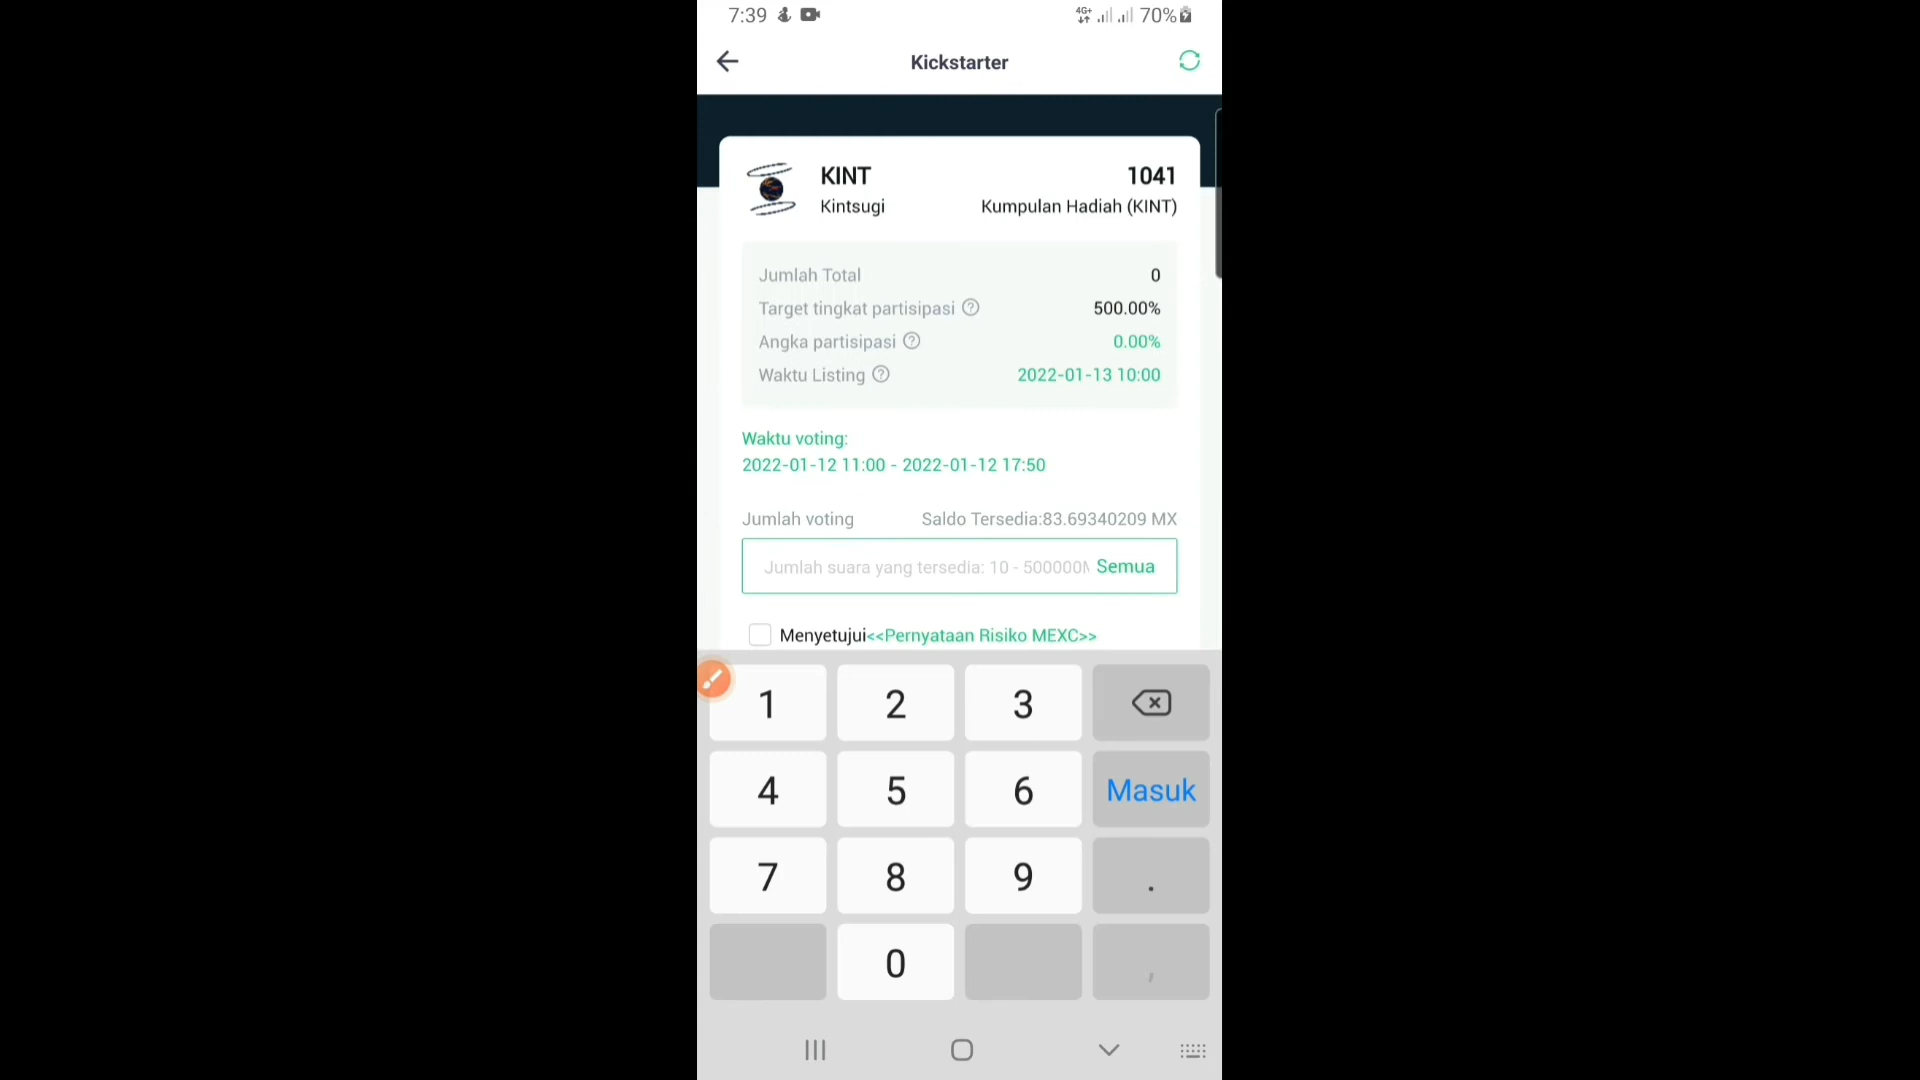 7:39 4G+ 70%
Kickstarter
KINT 1041
Kintsugi Kumpulan Hadiah (KINT)
Jumlah Total 0
Target tingkat partisipasi ? 500.00%
Angka partisipasi ? 0.00%
Waktu Listing ? 2022-01-13 10:00
Waktu voting:
2022-01-12 11:00 - 2022-01-12 17:50
Jumlah voting Saldo Tersedia:83.69340209 MX
Jumlah suara yang tersedia: 10 - 500000 Semua
Menyetujui<<Pernyataan Risiko MEXC>>
1 2 3
4 5 6 Masuk
7 8 9 .
0 ,